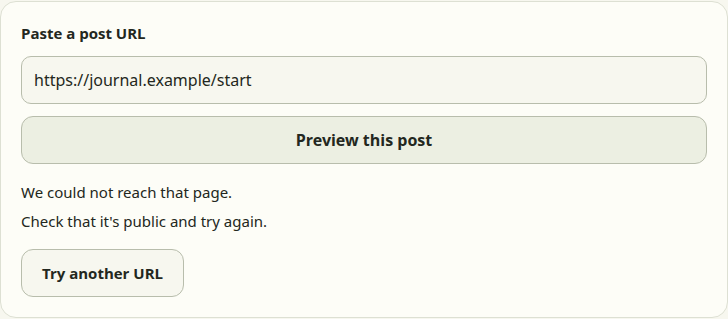 Paste a post URL
https://journal.example/start
Preview this post
We could not reach that page.
Check that it's public and try again.
Try another URL